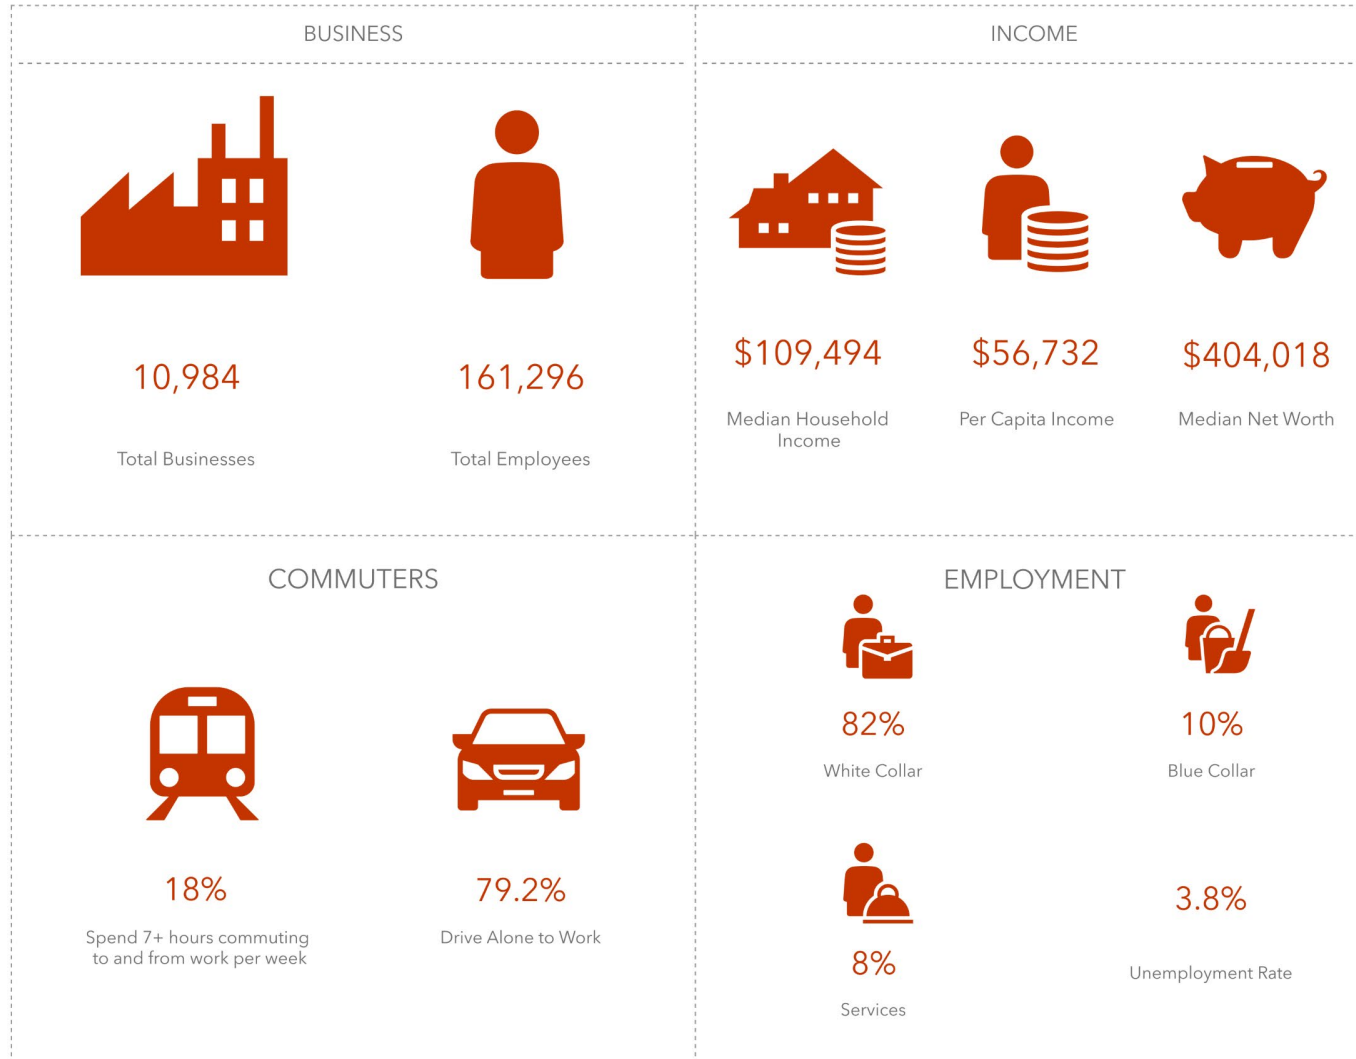 BUSINESS
10,984
Total Businesses
161,296
Total Employees
INCOME
$109,494
Median Household
Income
$56,732
Per Capita Income
$404,018
Median Net Worth
COMMUTERS
18%
Spend 7+ hours commuting
to and from work per week
79.2%
Drive Alone to Work
EMPLOYMENT
82%
White Collar
10%
Blue Collar
8%
Services
3.8%
Unemployment Rate